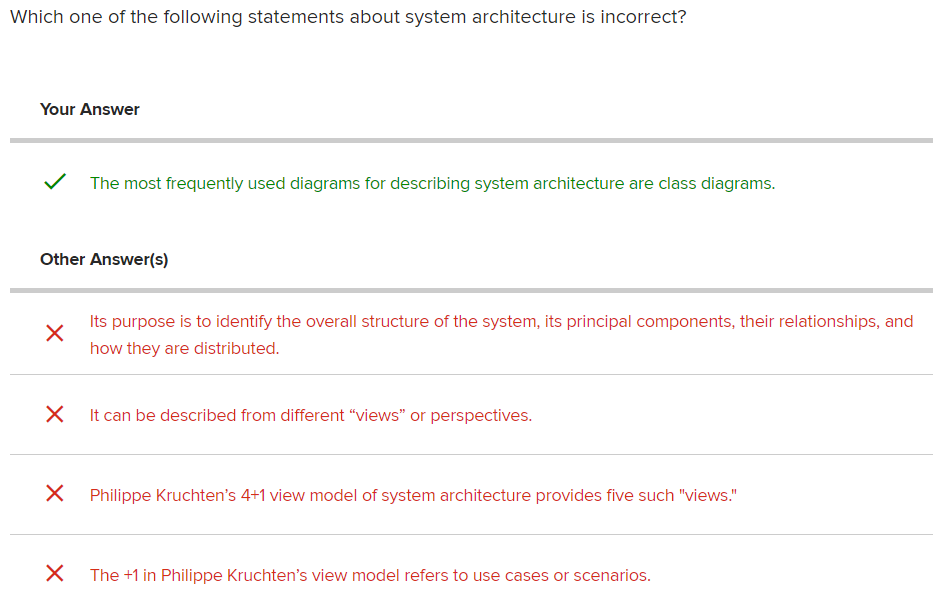 Which one of the following statements about system architecture is incorrect?
Your Answer
The most frequently used diagrams for describing system architecture are class diagrams.
Other Answer(s)
Its purpose is to identify the overall structure of the system, its principal components, their relationships, and
how they are distributed.
It can be described from different “views” or perspectives.
Philippe Kruchten’s 4+1 view model of system architecture provides five such "views."
The +1 in Philippe Kruchten’s view model refers to use cases or scenarios.